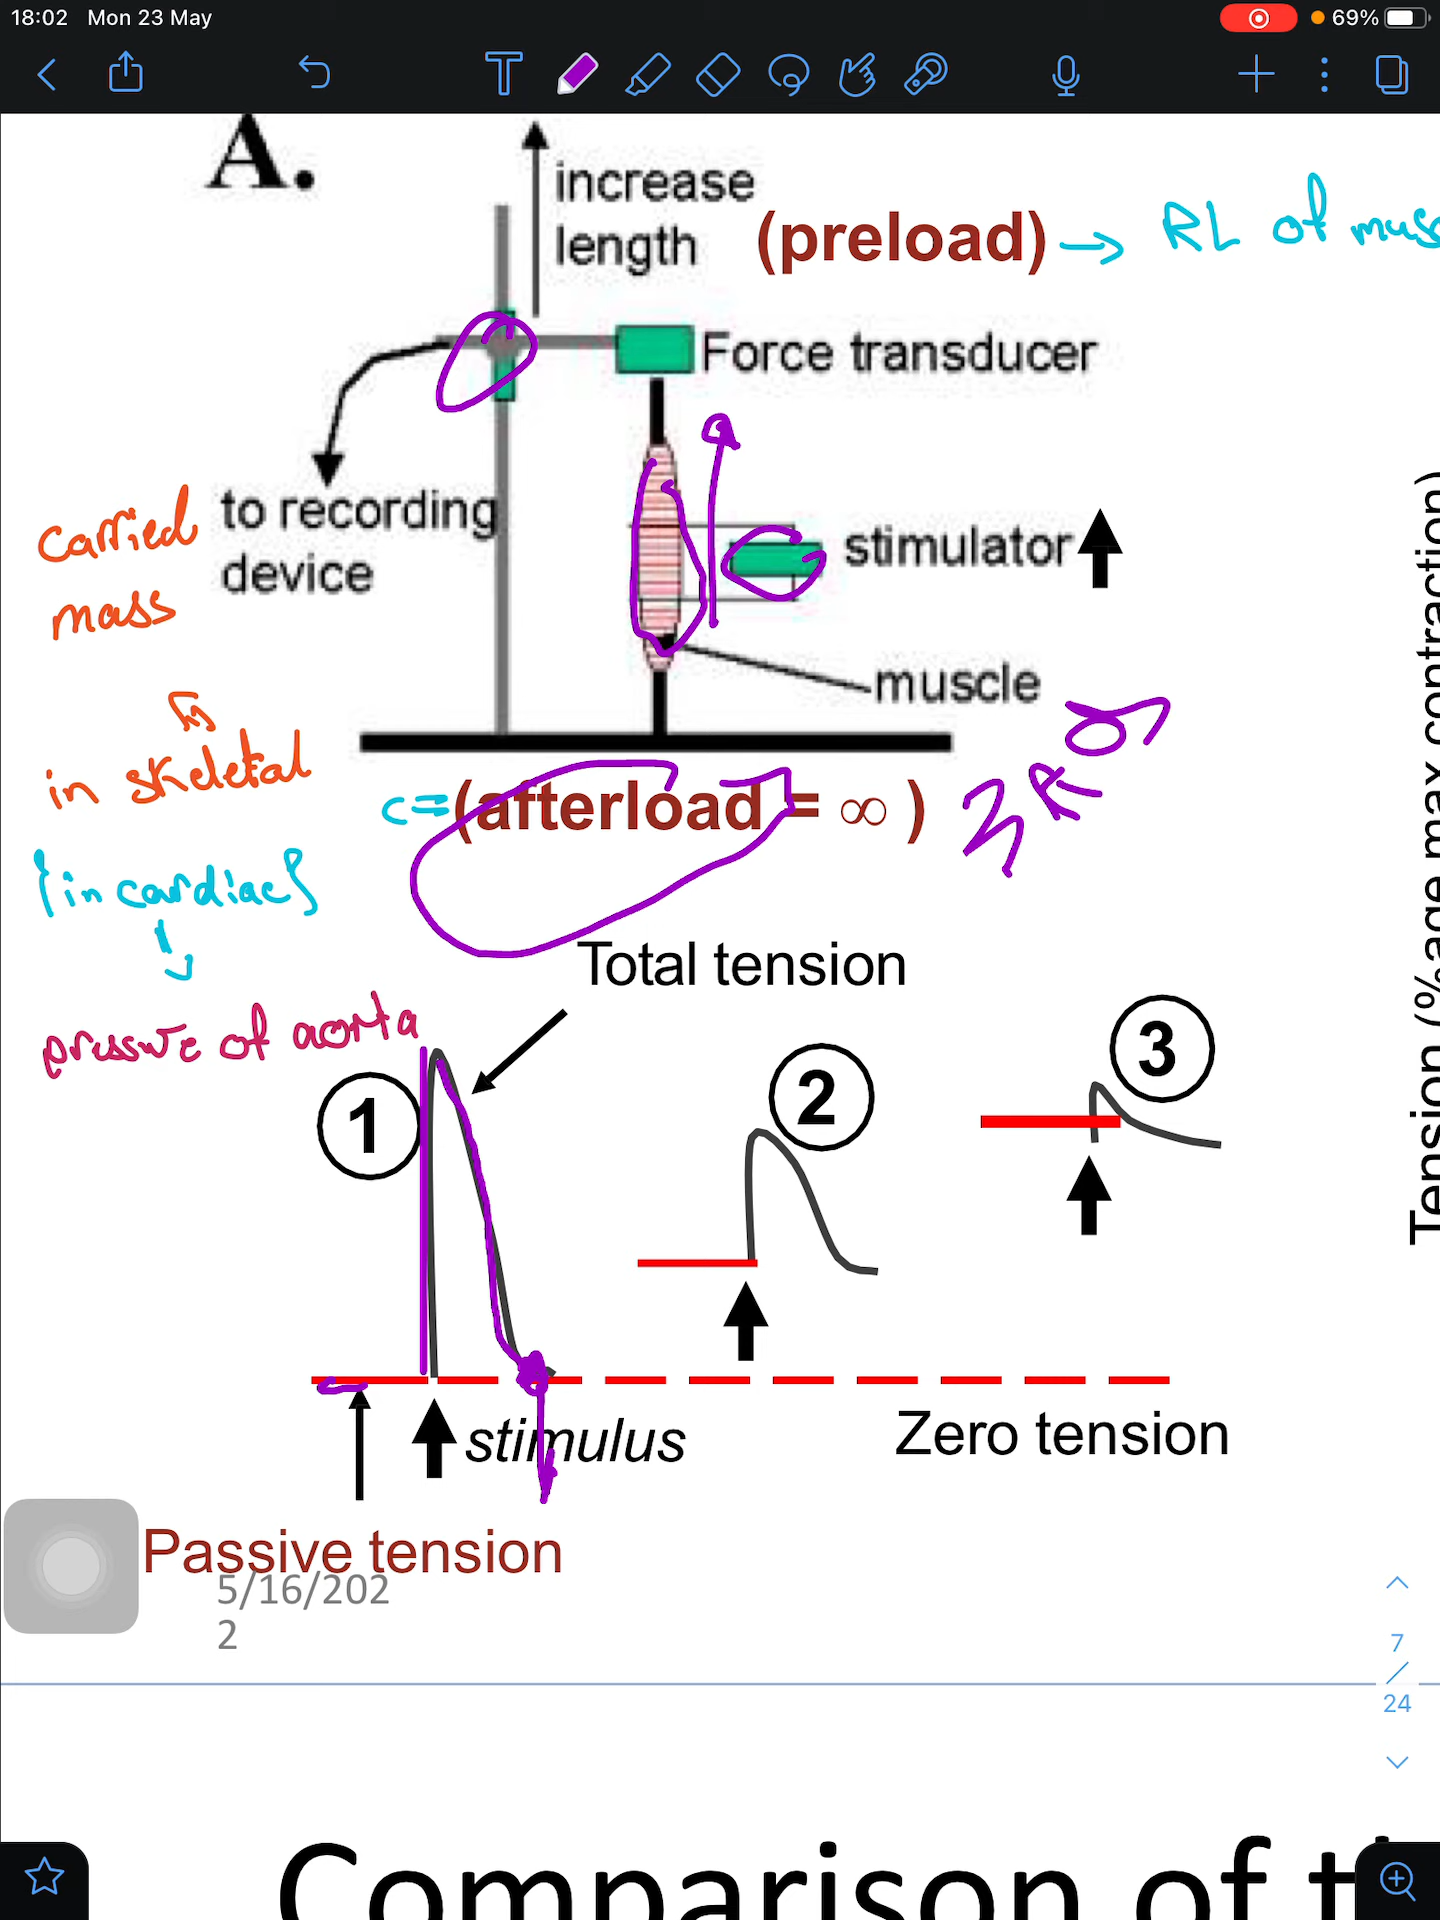 18:02 Mon 23 May
69%
A.
increase
length
(preload) → RL of musc
Force transducer
to recording
device
carried
mass
stimulator
muscle
in skeletal
c= (afterload = ∞ )
{in cardiac}
Total tension
pressure of aorta
1
2
3
stimulus
Zero tension
Passive tension
5/16/202
2
Tension (%age max contraction)
7
/
24
Comparison of t